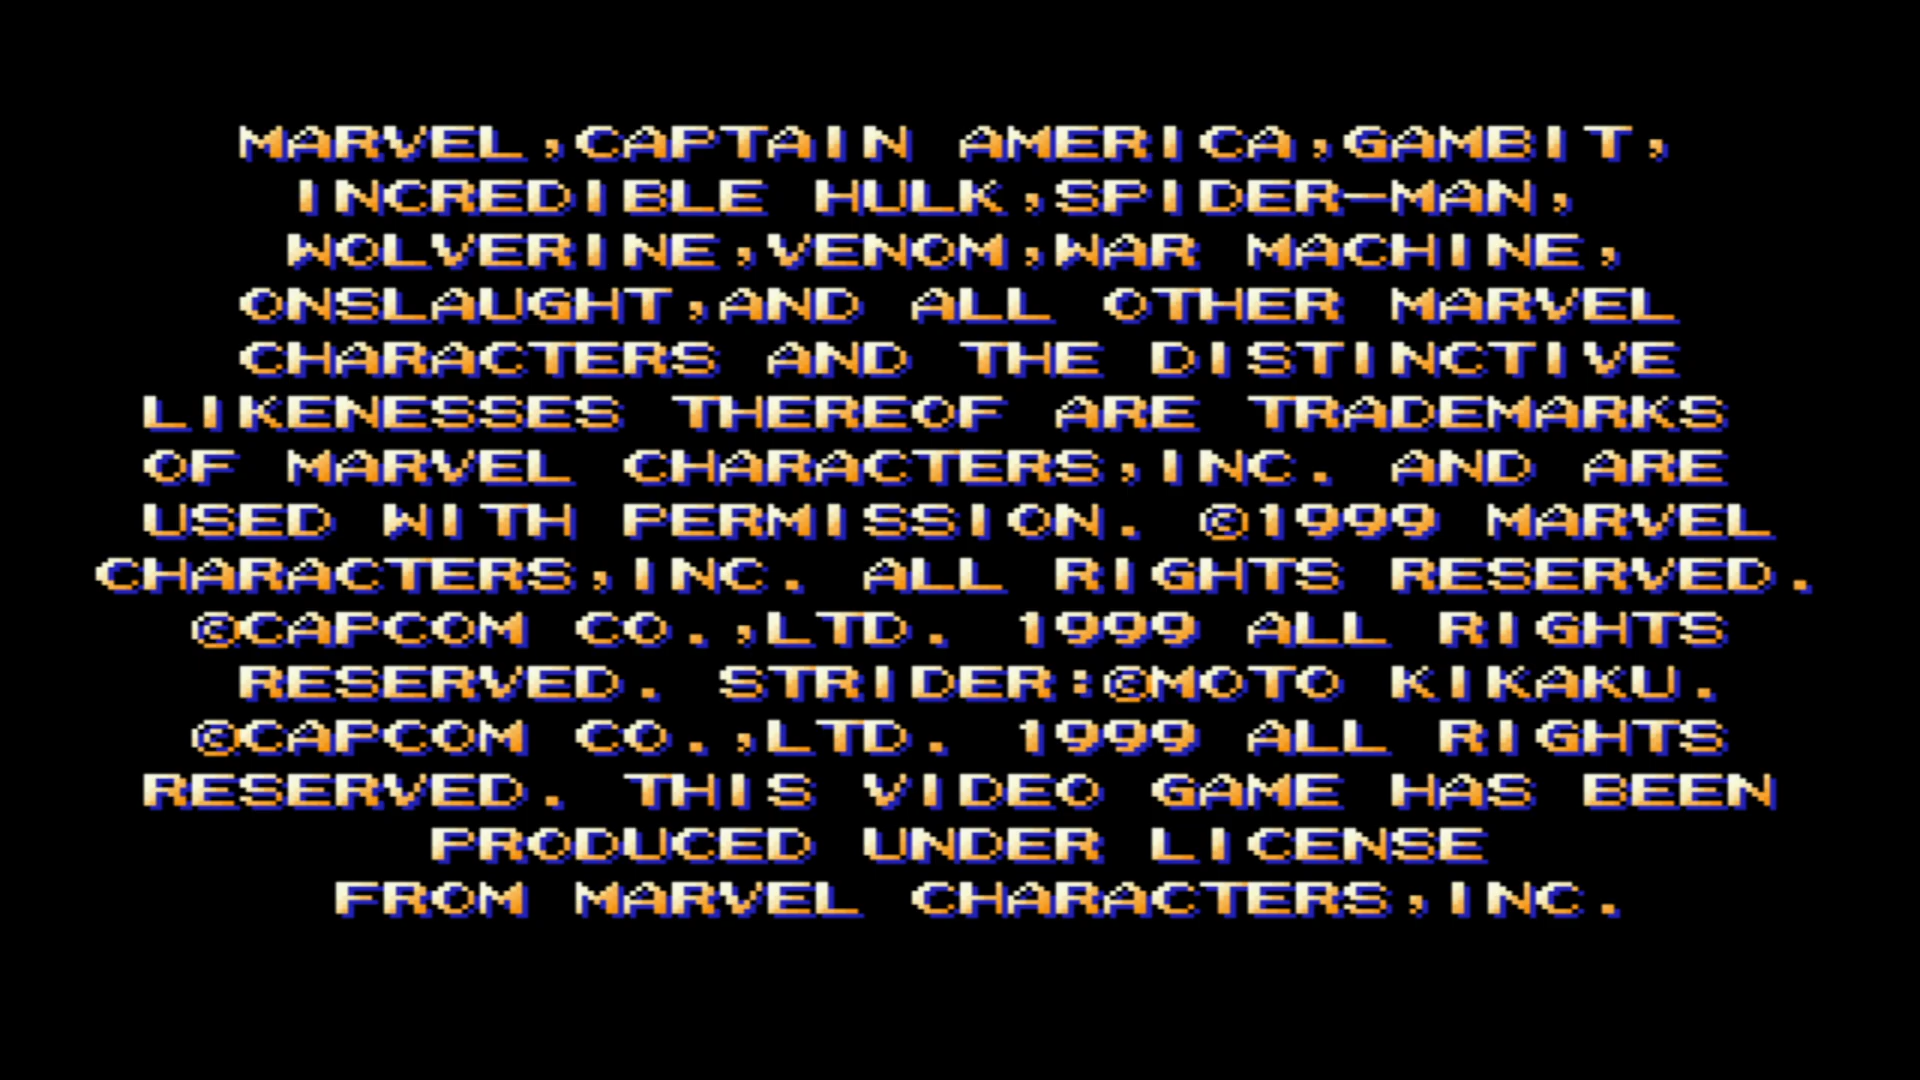 MARVEL,CAPTAIN AMERICA,GAMBIT,
INCREDIBLE HULK,SPIDER-MAN,
WOLVERINE,VENOM,WAR MACHINE,
ONSLAUGHT,AND ALL OTHER MARVEL
CHARACTERS AND THE DISTINCTIVE
LIKENESSES THEREOF ARE TRADEMARKS
OF MARVEL CHARACTERS,INC. AND ARE
USED WITH PERMISSION. ©1999 MARVEL
CHARACTERS,INC. ALL RIGHTS RESERVED.
©CAPCOM CO.,LTD. 1999 ALL RIGHTS
RESERVED. STRIDER:©MOTO KIKAKU.
©CAPCOM CO.,LTD. 1999 ALL RIGHTS
RESERVED. THIS VIDEO GAME HAS BEEN
PRODUCED UNDER LICENSE
FROM MARVEL CHARACTERS,INC.